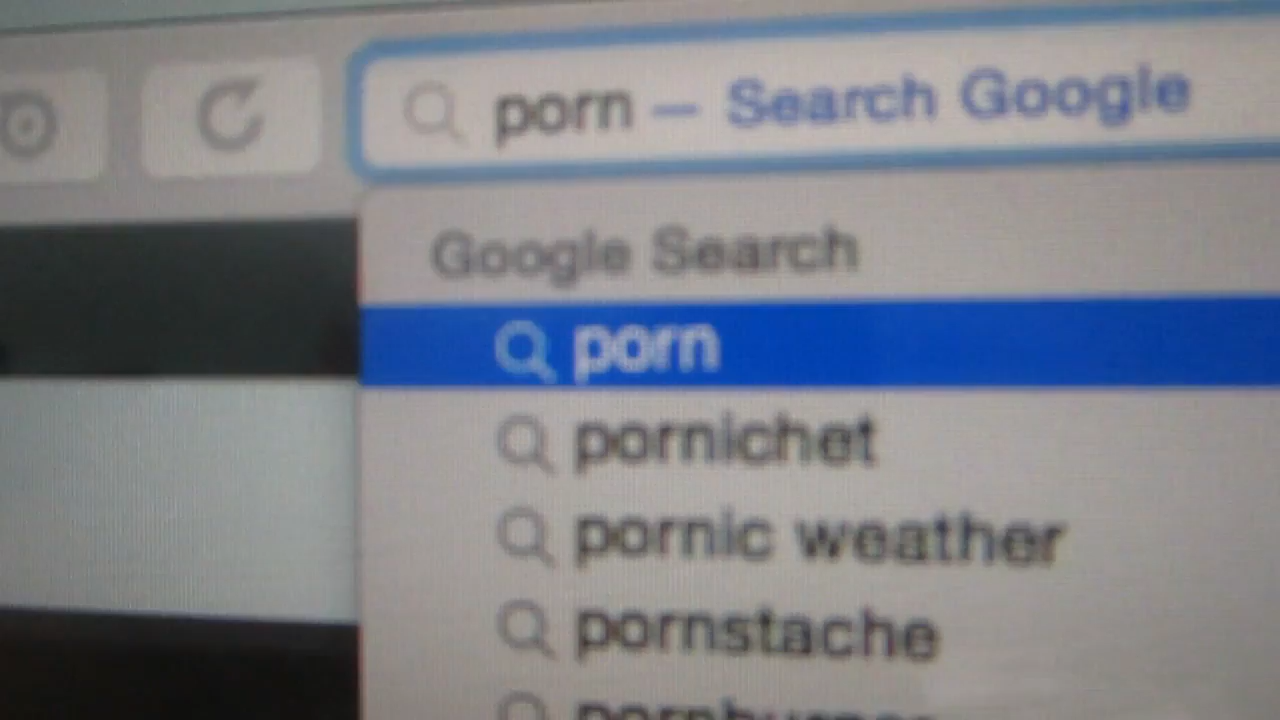 porn — Search Google
Google Search
porn
pornichet
pornic weather
pornstache